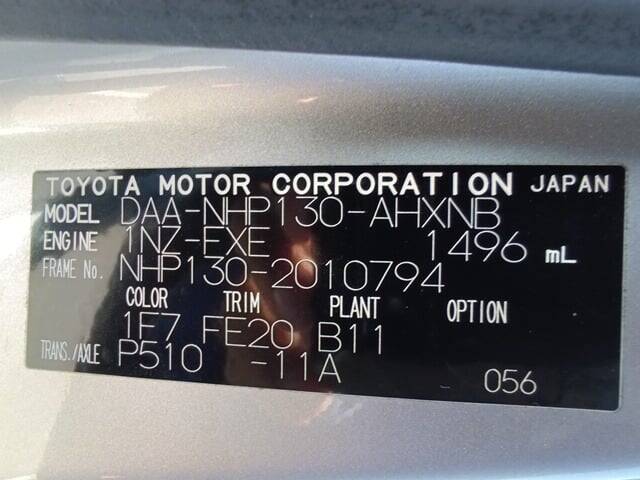 TOYOTA MOTOR CORPORATION JAPAN
MODEL DAA-NHP130-AHXNB
ENGINE 1NZ-FXE 1496 mL
FRAME No. NHP130-2010794
COLOR TRIM PLANT OPTION
1F7 FE20 B11
TRANS./AXLE P510 -11A
056